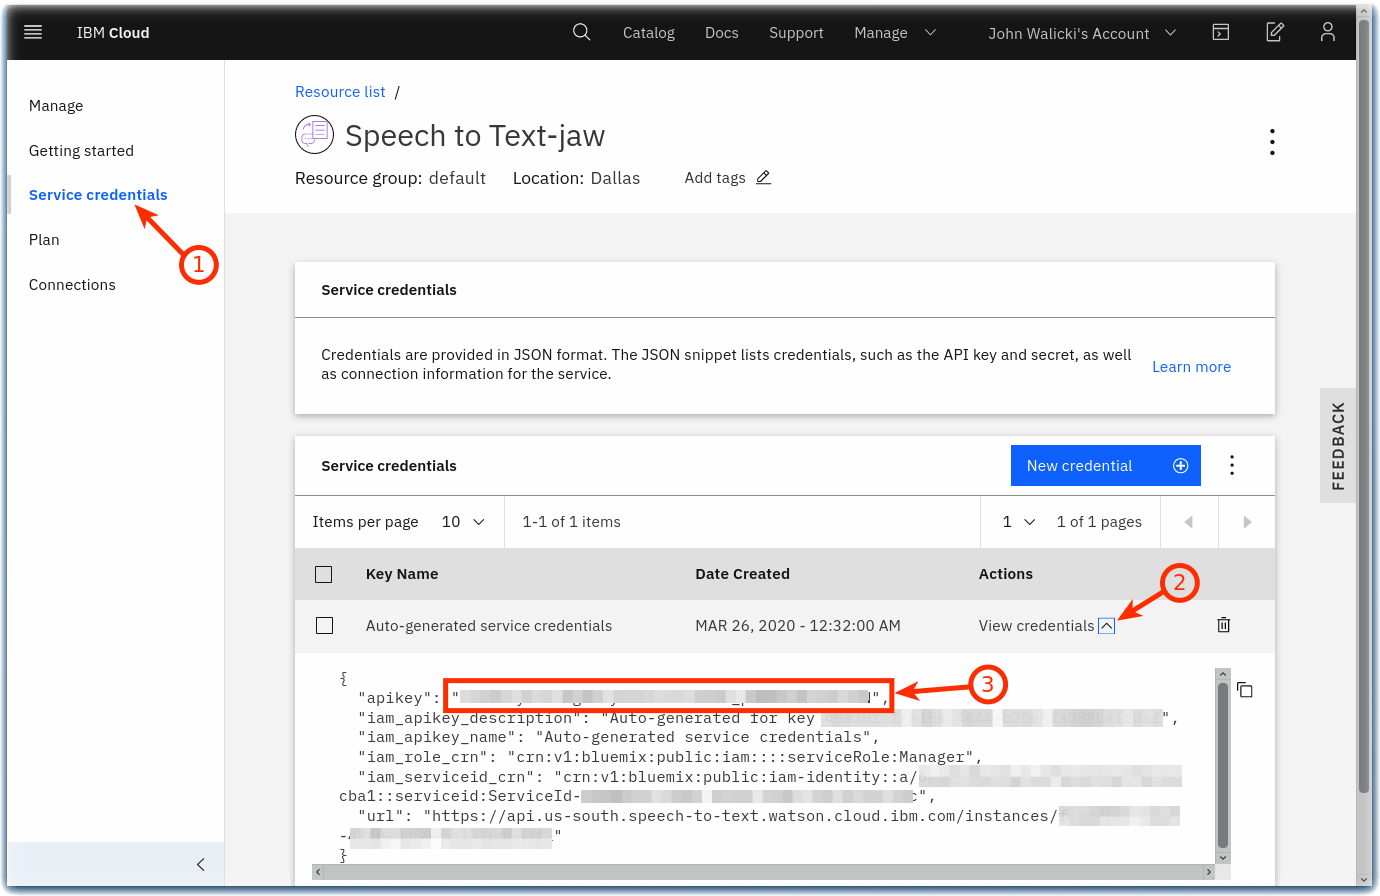 IBM Cloud
Catalog Docs Support Manage John Walicki's Account
Manage
Getting started
Service credentials
Plan
Connections
1
Resource list /
Speech to Text-jaw
Resource group: default Location: Dallas Add tags
Service credentials
Credentials are provided in JSON format. The JSON snippet lists credentials, such as the API key and secret, as well
as connection information for the service.
Learn more
FEEDBACK
Service credentials
New credential
Items per page 10 1-1 of 1 items 1 1 of 1 pages
Key Name Date Created Actions
2
Auto-generated service credentials MAR 26, 2020 - 12:32:00 AM View credentials
{
"apikey": "
",
3
"iam_apikey_description": "Auto-generated for key
",
"iam_apikey_name": "Auto-generated service credentials",
"iam_role_crn": "crn:v1:bluemix:public:iam::::serviceRole:Manager",
"iam_serviceid_crn": "crn:v1:bluemix:public:iam-identity::a/
cba1::serviceid:ServiceId-
",
"url": "https://api.us-south.speech-to-text.watson.cloud.ibm.com/instances/
"
}